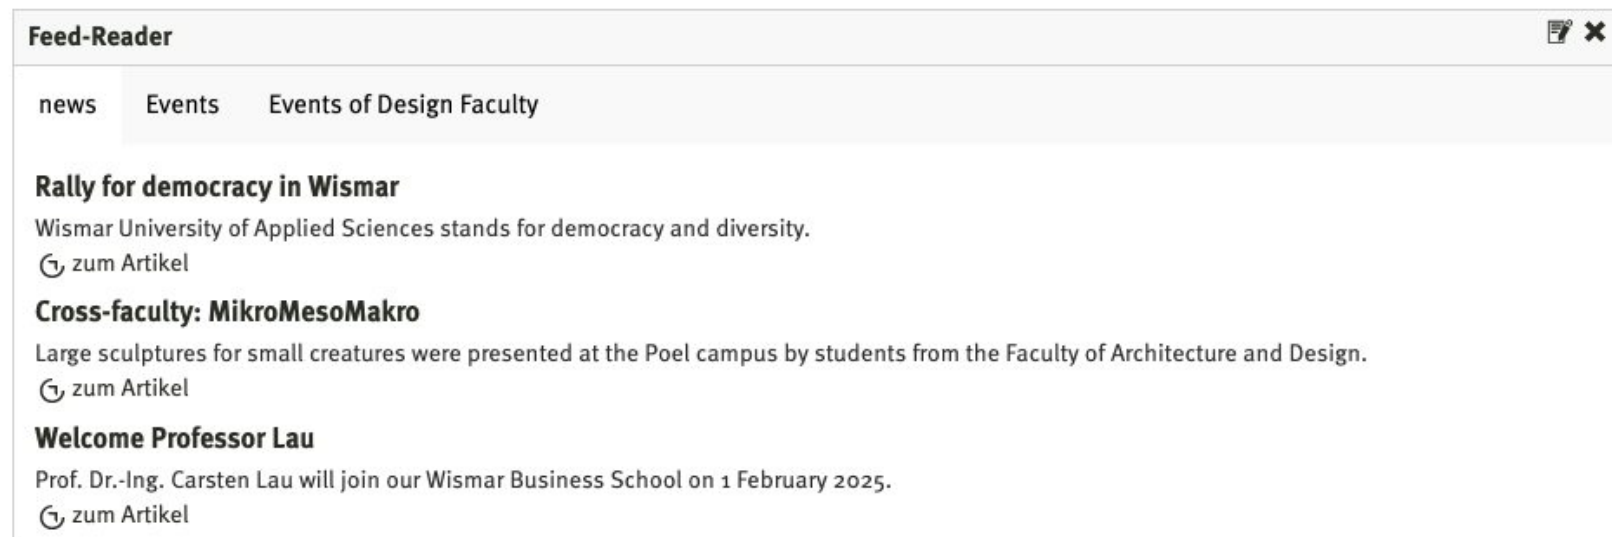 Feed-Reader
news Events Events of Design Faculty
Rally for democracy in Wismar
Wismar University of Applied Sciences stands for democracy and diversity.
zum Artikel
Cross-faculty: MikroMesoMakro
Large sculptures for small creatures were presented at the Poel campus by students from the Faculty of Architecture and Design.
zum Artikel
Welcome Professor Lau
Prof. Dr.-Ing. Carsten Lau will join our Wismar Business School on 1 February 2025.
zum Artikel